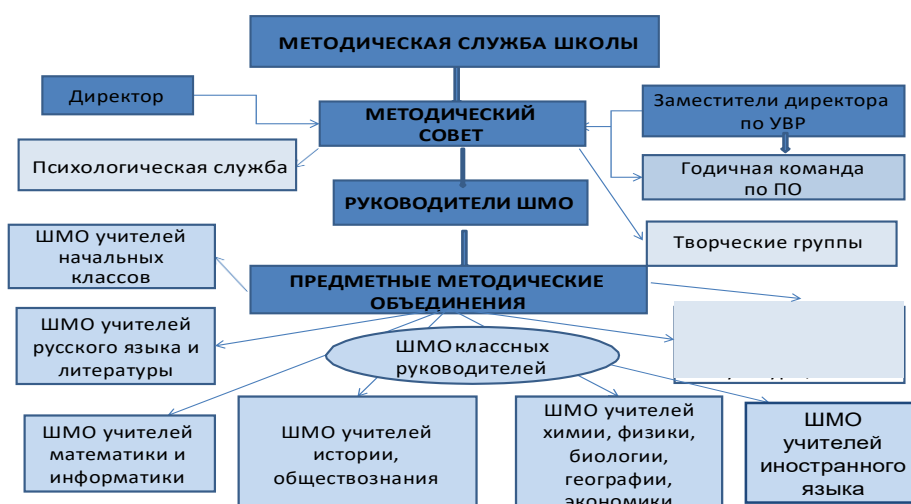 МЕТОДИЧЕСКАЯ СЛУЖБА ШКОЛЫ
Директор
МЕТОДИЧЕСКИЙ
СОВЕТ
Заместители директора
по УВР
Психологическая служба
Годичная команда
по ПО
РУКОВОДИТЕЛИ ШМО
Творческие группы
ШМО учителей
начальных
классов
ПРЕДМЕТНЫЕ МЕТОДИЧЕСКИЕ
ОБЪЕДИНЕНИЯ
ШМО учителей
русского языка и
литературы
ШМО классных
руководителей
ШМО учителей
математики и
информатики
ШМО учителей
истории,
обществознания
ШМО учителей
химии, физики,
биологии,
географии,
экономики
ШМО
учителей
иностранного
языка